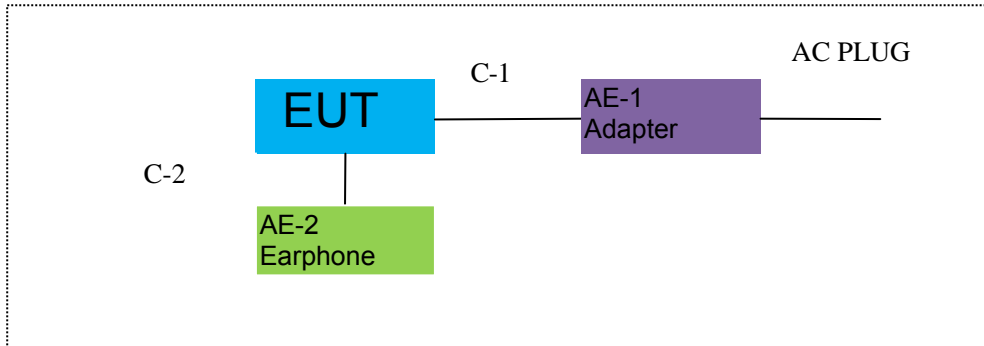 AC PLUG
C-1
EUT
AE-1
Adapter
C-2
AE-2
Earphone